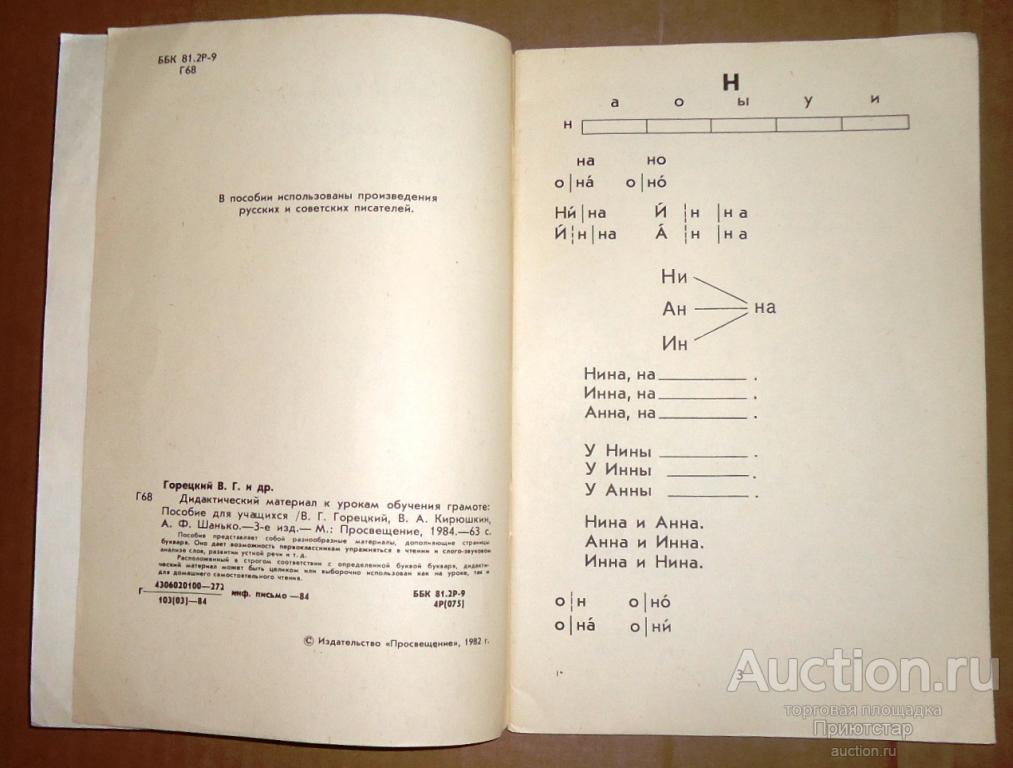 ББК 81.2Р-9
Г68
В пособии использованы произведения
русских и советских писателей.
Горецкий В. Г. и др.
Г68 Дидактический материал к урокам обучения грамоте:
Пособие для учащихся /В. Г. Горецкий, В. А. Кирюшкин,
А. Ф. Шанько.—3-е изд.— М.: Просвещение, 1984.—63 с.
Пособие представляет собой разнообразные материалы, дополняющие страницы
букваря. Оно дает возможность первоклассникам упражняться в чтении и слого-звуковом
анализе слов, развитии устной речи и т. д.
Расположенный в строгом соответствии с определенной буквой букваря, дидакти-
ческий материал может быть целиком или выборочно использован как на уроке, так и
для домашнего самостоятельного чтения.
Г 4306020100—272 инф. письмо —84 ББК 81.2Р-9
103(03)—84 4Р(075)
© Издательство «Просвещение», 1982 г.
Н
а о ы у и
н
на но
о|на́ о|но́
Ни́|на И́ ¦н |на
И́¦н|на А́ ¦н |на
Ни
Ан на
Ин
Нина, на .
Инна, на .
Анна, на .
У Нины .
У Инны .
У Анны .
Нина и Анна.
Анна и Инна.
Инна и Нина.
о¦н о|но́
о|на́ о|ни́
1*
3
Auction.ru
торговая площадка
Приютстар
auction.ru